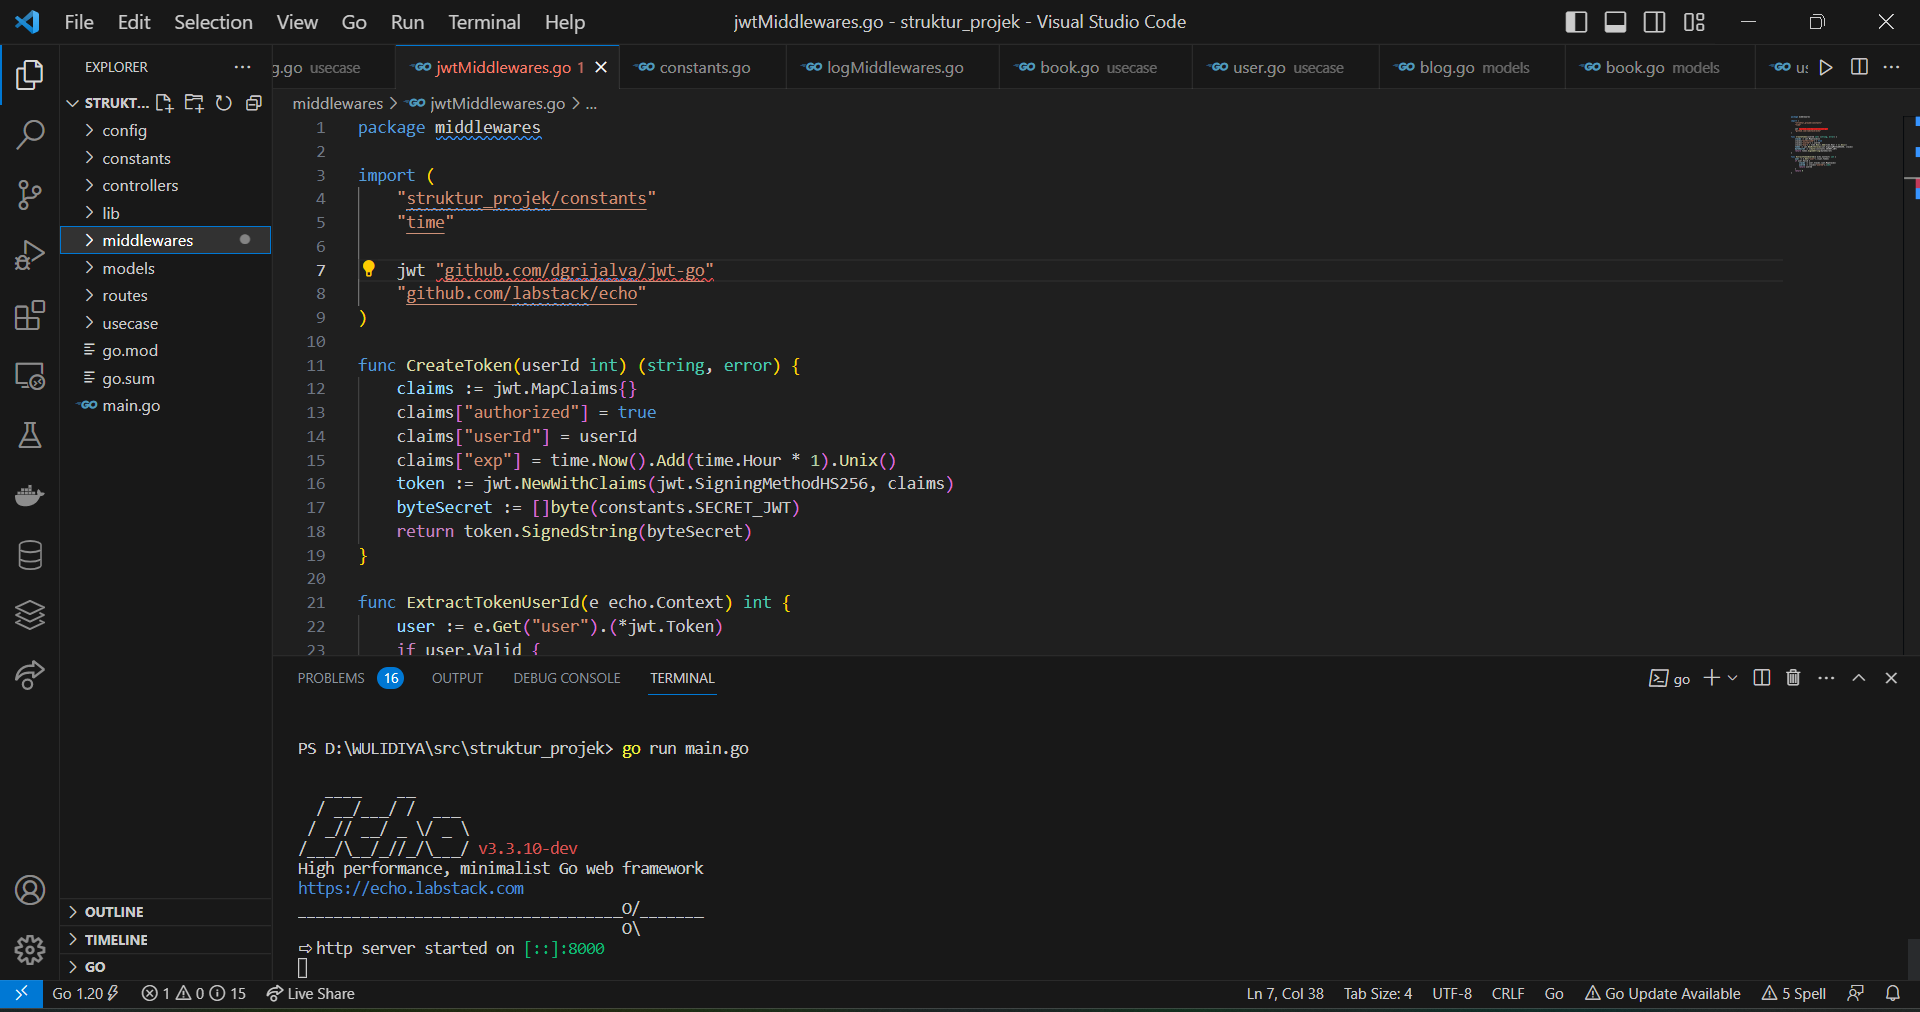 File Edit Selection View Go Run Terminal Help
jwtMiddlewares.go - struktur_projek - Visual Studio Code
EXPLORER
STRUKT...
config
constants
controllers
lib
middlewares
models
routes
usecase
go.mod
go.sum
main.go
OUTLINE
TIMELINE
GO
g.go usecase
jwtMiddlewares.go 1
constants.go
logMiddlewares.go
book.go usecase
user.go usecase
blog.go models
book.go models
us
middlewares > jwtMiddlewares.go > ...
1 package middlewares
2
3 import (
4 "struktur_projek/constants"
5 "time"
6
7 jwt "github.com/dgrijalva/jwt-go"
8 "github.com/labstack/echo"
9 )
10
11 func CreateToken(userId int) (string, error) {
12 claims := jwt.MapClaims{}
13 claims["authorized"] = true
14 claims["userId"] = userId
15 claims["exp"] = time.Now().Add(time.Hour * 1).Unix()
16 token := jwt.NewWithClaims(jwt.SigningMethodHS256, claims)
17 byteSecret := []byte(constants.SECRET_JWT)
18 return token.SignedString(byteSecret)
19 }
20
21 func ExtractTokenUserId(e echo.Context) int {
22 user := e.Get("user").(*jwt.Token)
23 if user.Valid {
PROBLEMS 16 OUTPUT DEBUG CONSOLE TERMINAL
go
PS D:\WULIDIYA\src\struktur_projek> go run main.go
Echo v3.3.10-dev
High performance, minimalist Go web framework
https://echo.labstack.com
____________________________________O/_______
O\
⇨ http server started on [::]:8000
Go 1.20 1 0 15 Live Share
Ln 7, Col 38 Tab Size: 4 UTF-8 CRLF Go Go Update Available 5 Spell